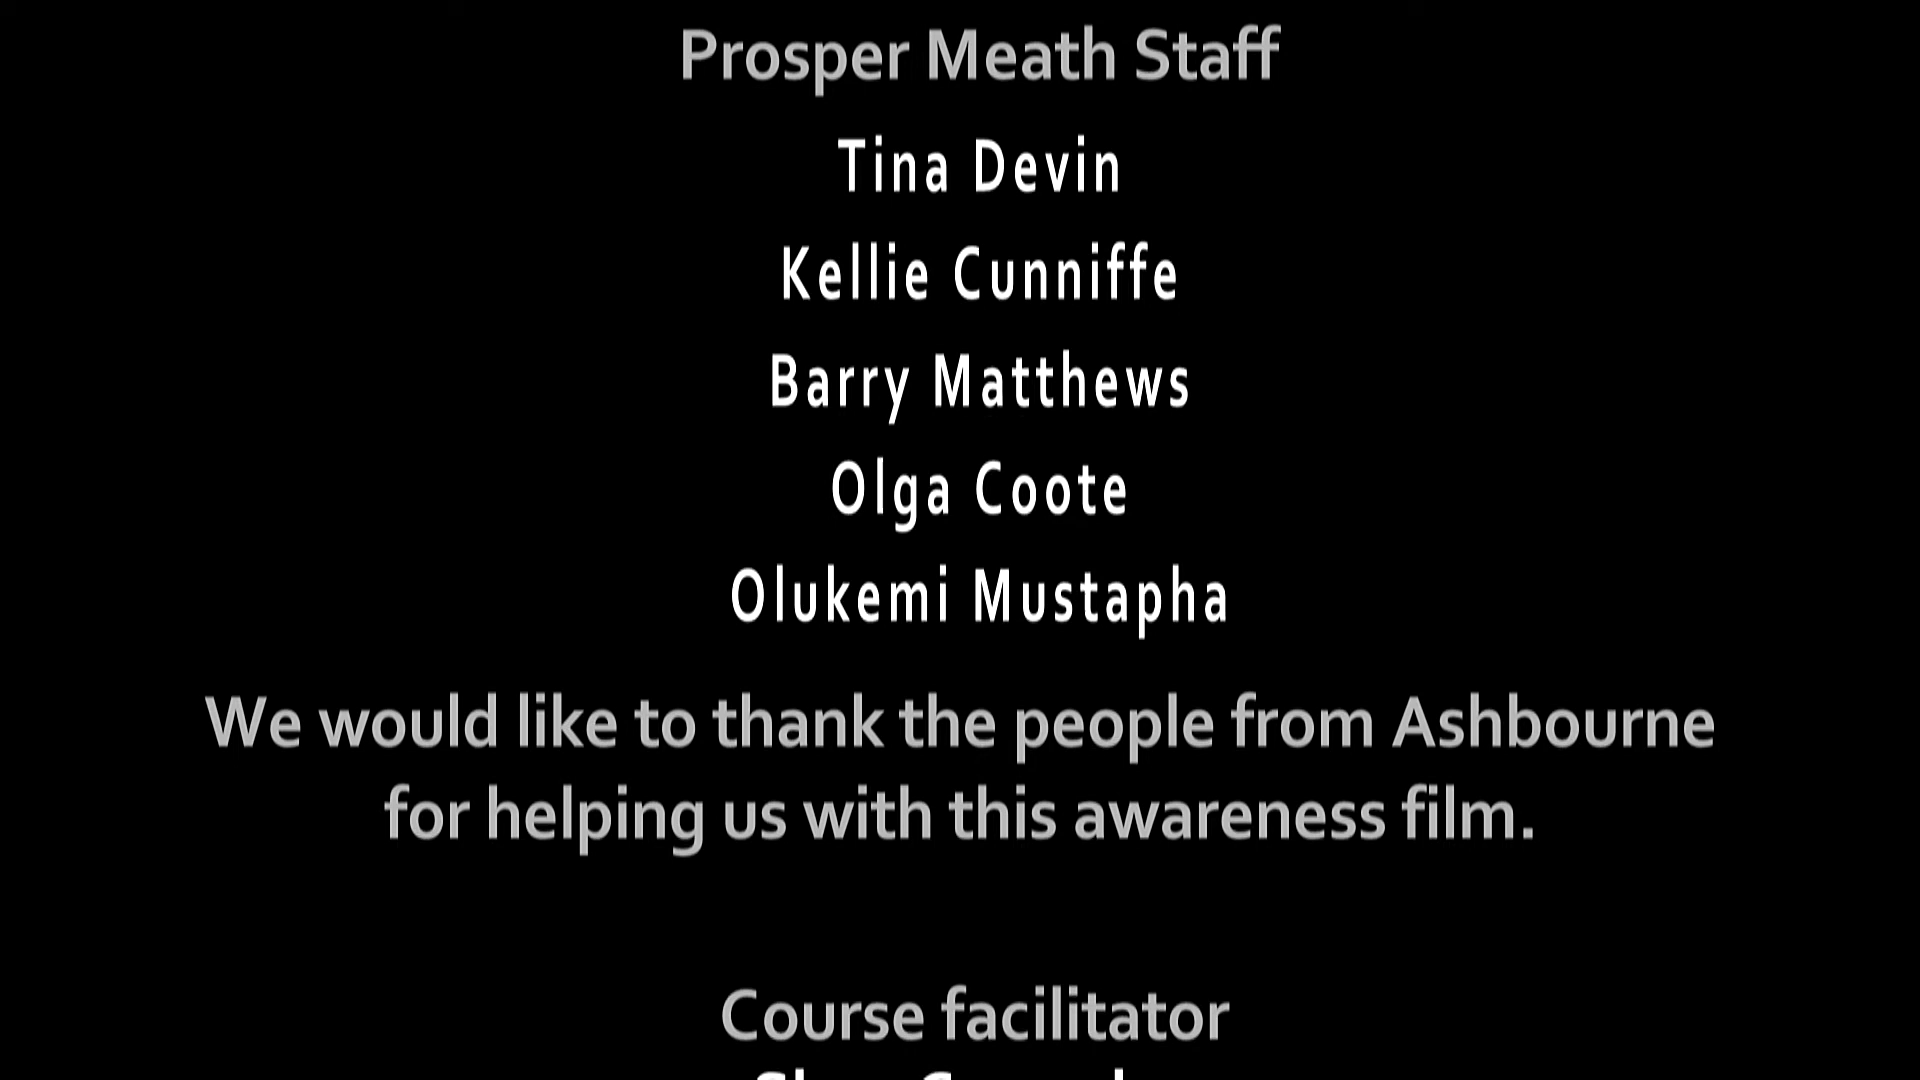 Prosper Meath Staff
Tina Devin
Kellie Cunniffe
Barry Matthews
Olga Coote
Olukemi Mustapha
We would like to thank the people from Ashbourne
for helping us with this awareness film.
Course facilitator